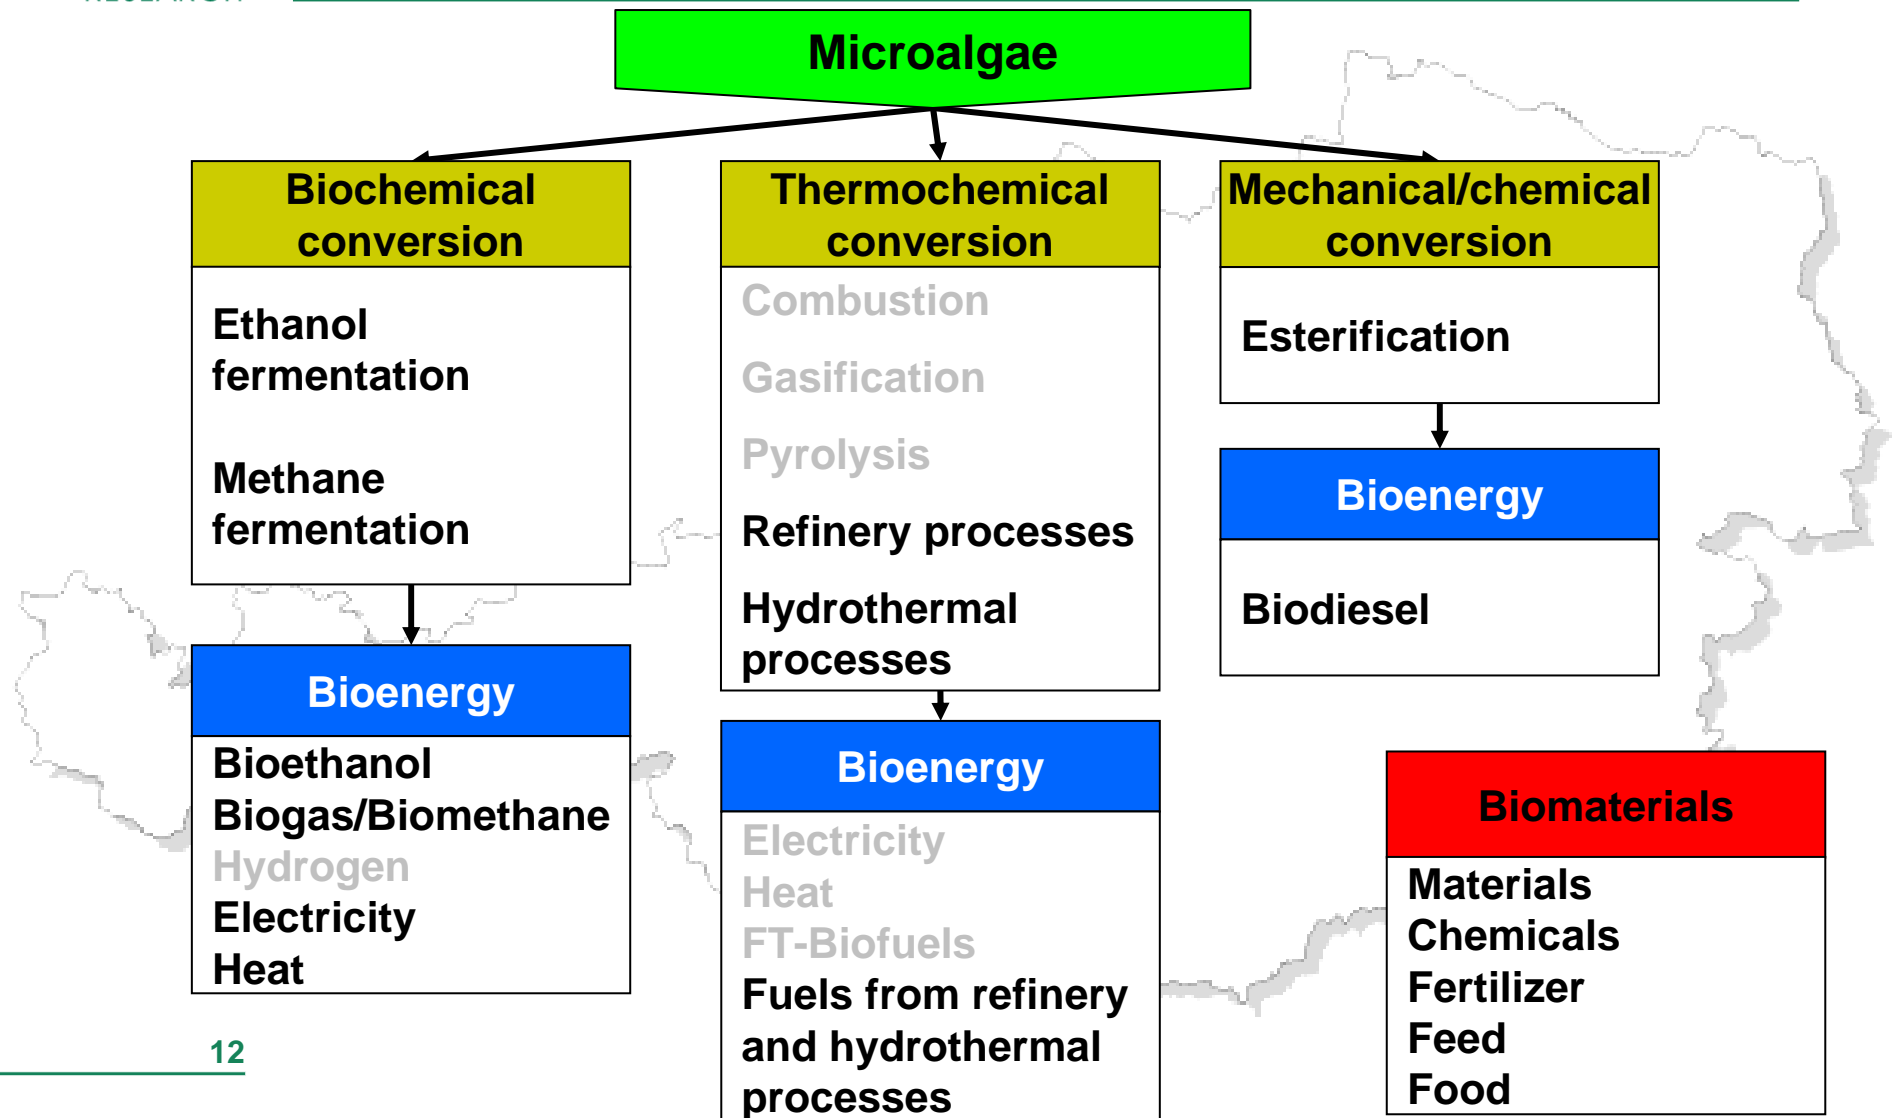 Microalgae
Biochemical
conversion
Ethanol
fermentation
Methane
fermentation
Bioenergy
Bioethanol
Biogas/Biomethane
Hydrogen
Electricity
Heat
Thermochemical
conversion
Combustion
Gasification
Pyrolysis
Refinery processes
Hydrothermal
processes
Bioenergy
Electricity
Heat
FT-Biofuels
Fuels from refinery
and hydrothermal
processes
Mechanical/chemical
conversion
Esterification
Bioenergy
Biodiesel
Biomaterials
Materials
Chemicals
Fertilizer
Feed
Food
12